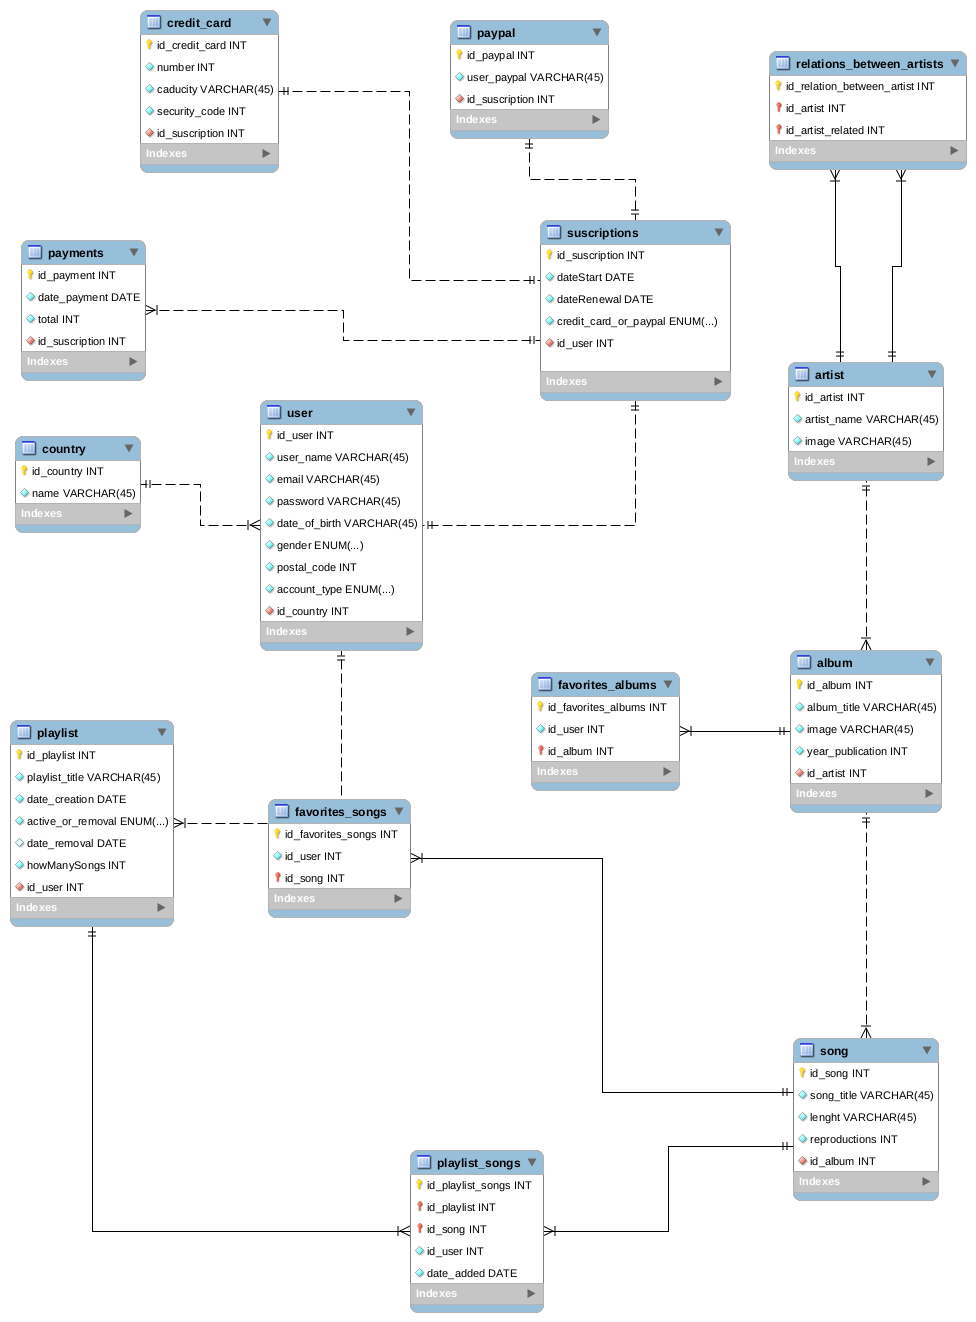 credit_card
id_credit_card INT
number INT
caducity VARCHAR(45)
security_code INT
id_suscription INT
Indexes
paypal
id_paypal INT
user_paypal VARCHAR(45)
id_suscription INT
Indexes
relations_between_artists
id_relation_between_artist INT
id_artist INT
id_artist_related INT
Indexes
payments
id_payment INT
date_payment DATE
total INT
id_suscription INT
Indexes
suscriptions
id_suscription INT
dateStart DATE
dateRenewal DATE
credit_card_or_paypal ENUM(...)
id_user INT
Indexes
artist
id_artist INT
artist_name VARCHAR(45)
image VARCHAR(45)
Indexes
country
id_country INT
name VARCHAR(45)
Indexes
user
id_user INT
user_name VARCHAR(45)
email VARCHAR(45)
password VARCHAR(45)
date_of_birth VARCHAR(45)
gender ENUM(...)
postal_code INT
account_type ENUM(...)
id_country INT
Indexes
favorites_albums
id_favorites_albums INT
id_user INT
id_album INT
Indexes
album
id_album INT
album_title VARCHAR(45)
image VARCHAR(45)
year_publication INT
id_artist INT
Indexes
playlist
id_playlist INT
playlist_title VARCHAR(45)
date_creation DATE
active_or_removal ENUM(...)
date_removal DATE
howManySongs INT
id_user INT
Indexes
favorites_songs
id_favorites_songs INT
id_user INT
id_song INT
Indexes
song
id_song INT
song_title VARCHAR(45)
lenght VARCHAR(45)
reproductions INT
id_album INT
Indexes
playlist_songs
id_playlist_songs INT
id_playlist INT
id_song INT
id_user INT
date_added DATE
Indexes